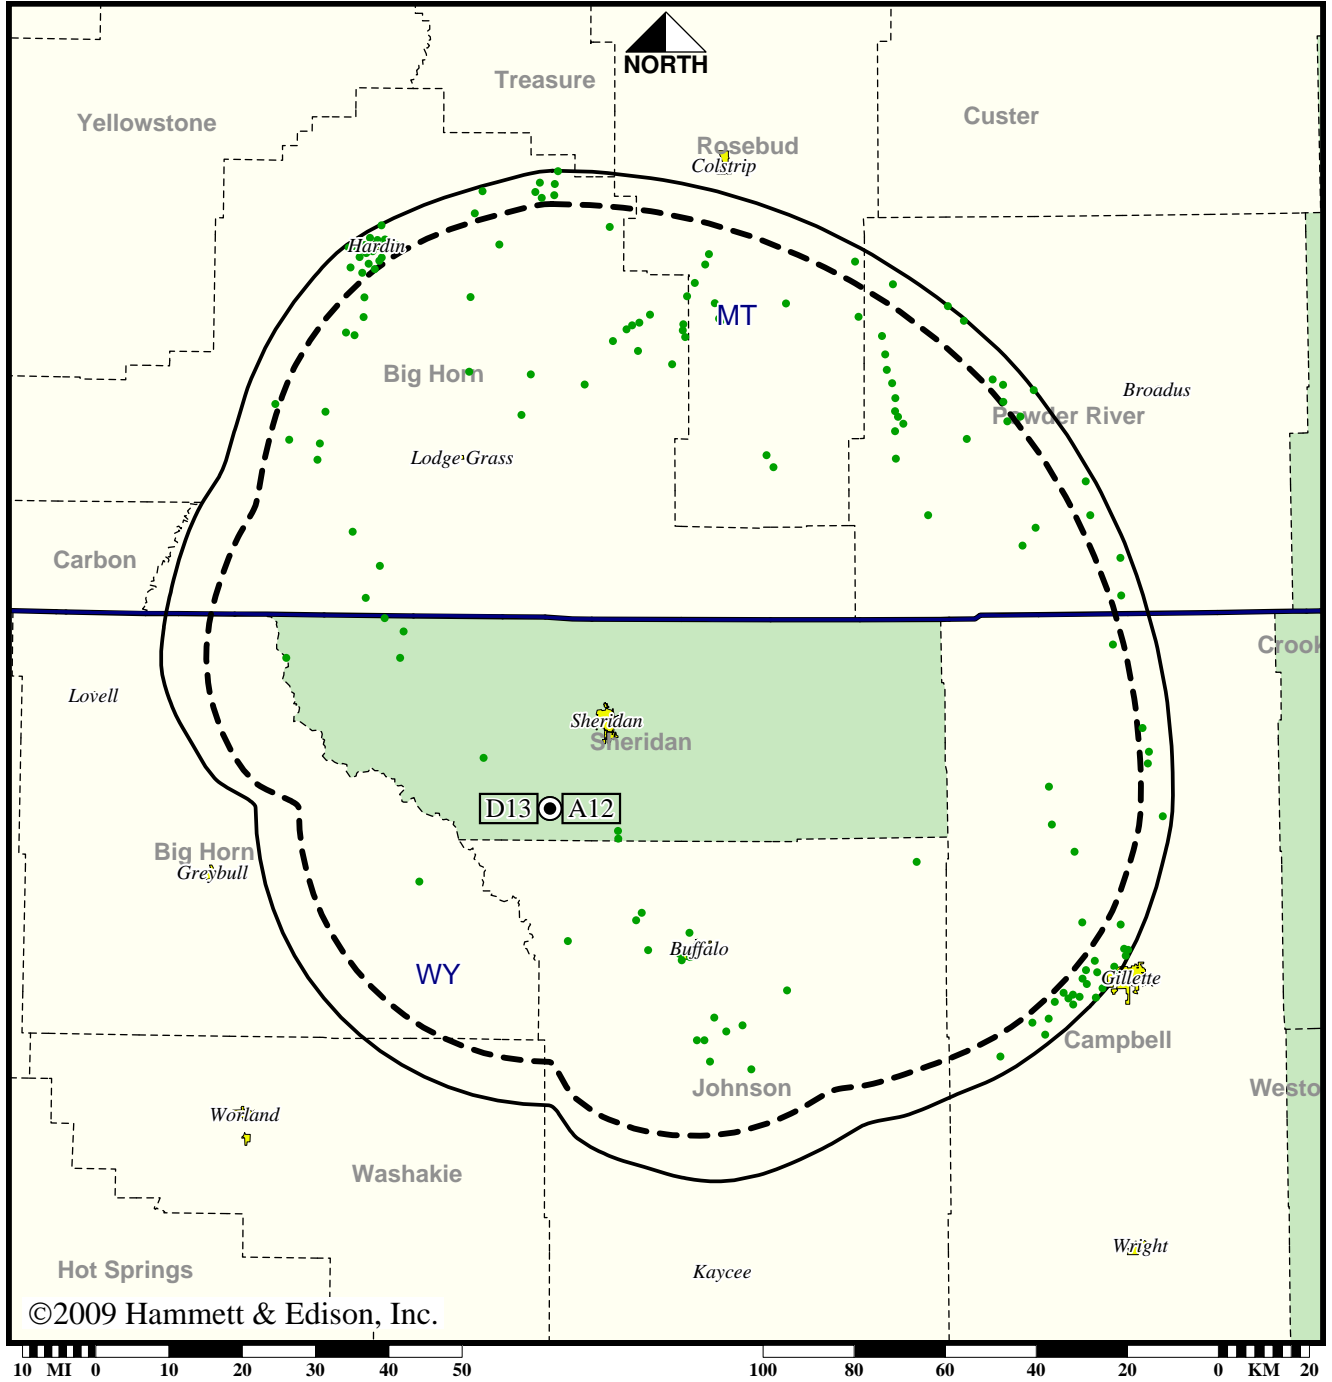 NORTH
Treasure
Yellowstone
Custer
Rosebud
Colstrip
Hardin
MT
Big Horn
Broadus
Powder River
Lodge Grass
Carbon
Crook
Lovell
Sheridan
Sheridan
D13 A12
Big Horn
Greybull
Buffalo
WY
Gillette
Campbell
Johnson
Westo
Worland
Washakie
Wright
Hot Springs
Kaycee
©2009 Hammett & Edison, Inc.
10 MI 0 10 20 30 40 50 100 80 60 40 20 0 KM 20